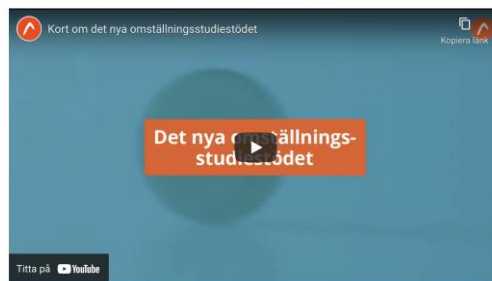 Kort om det nya omställningsstudiestödet
Kopiera länk
Det nya omställnings-
studiestödet
Titta på YouTube